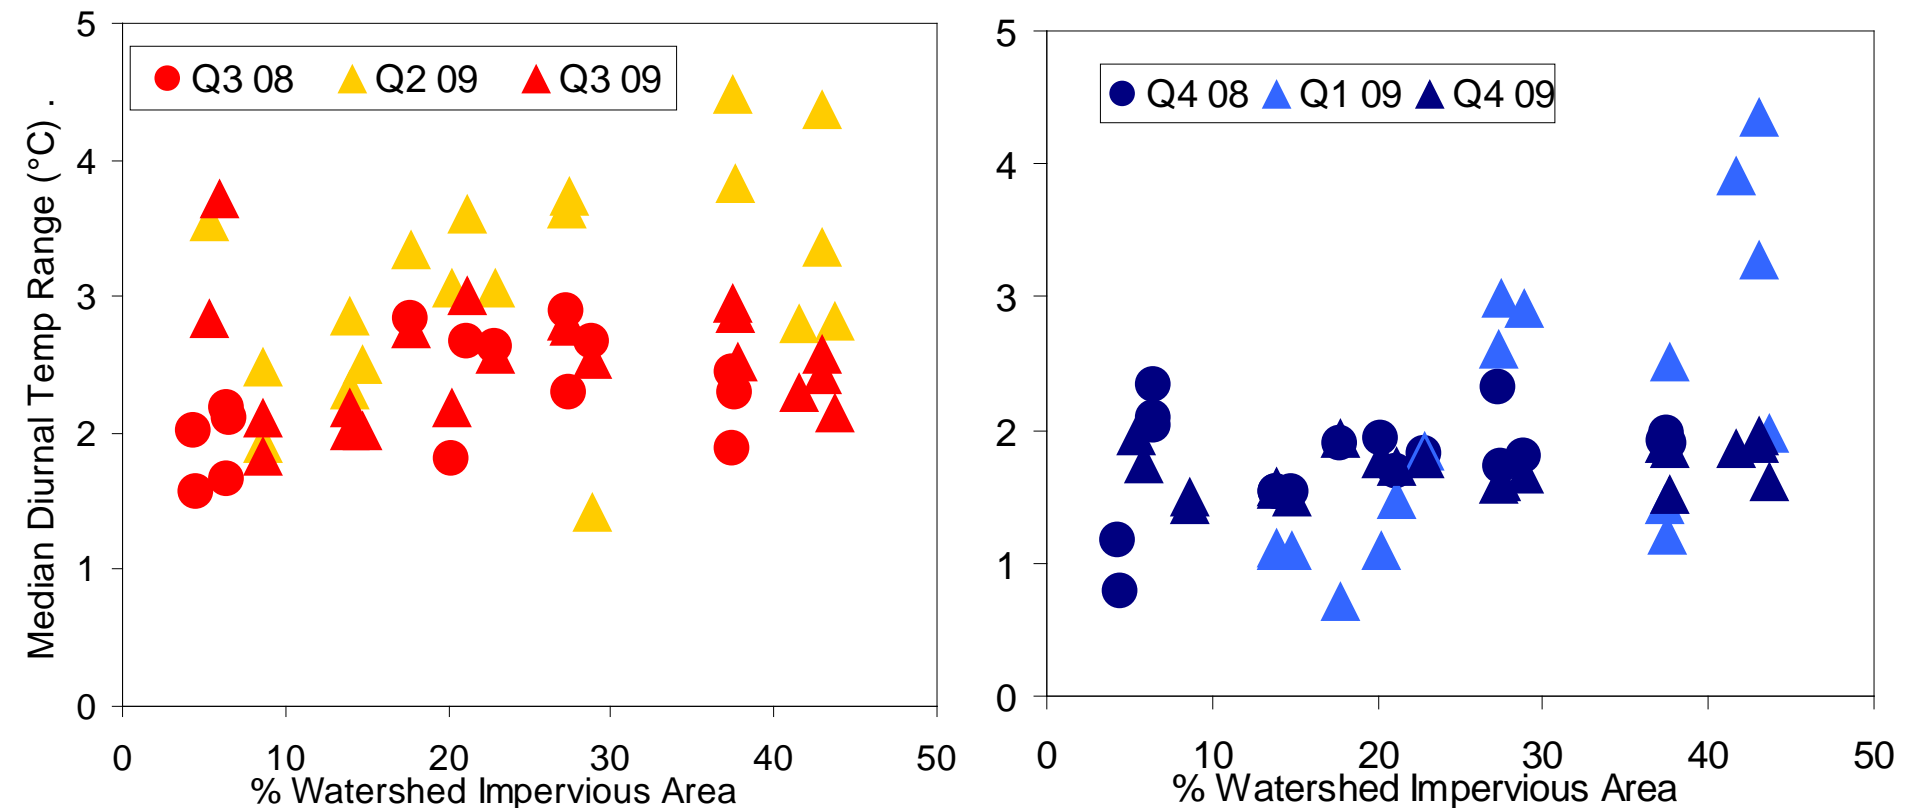 5
4
3
2
1
0
Median Diurnal Temp Range (°C) .
Q3 08 Q2 09 Q3 09
0 10 20 30 40 50
% Watershed Impervious Area
5
4
3
2
1
0
Q4 08 Q1 09 Q4 09
0 10 20 30 40 50
% Watershed Impervious Area